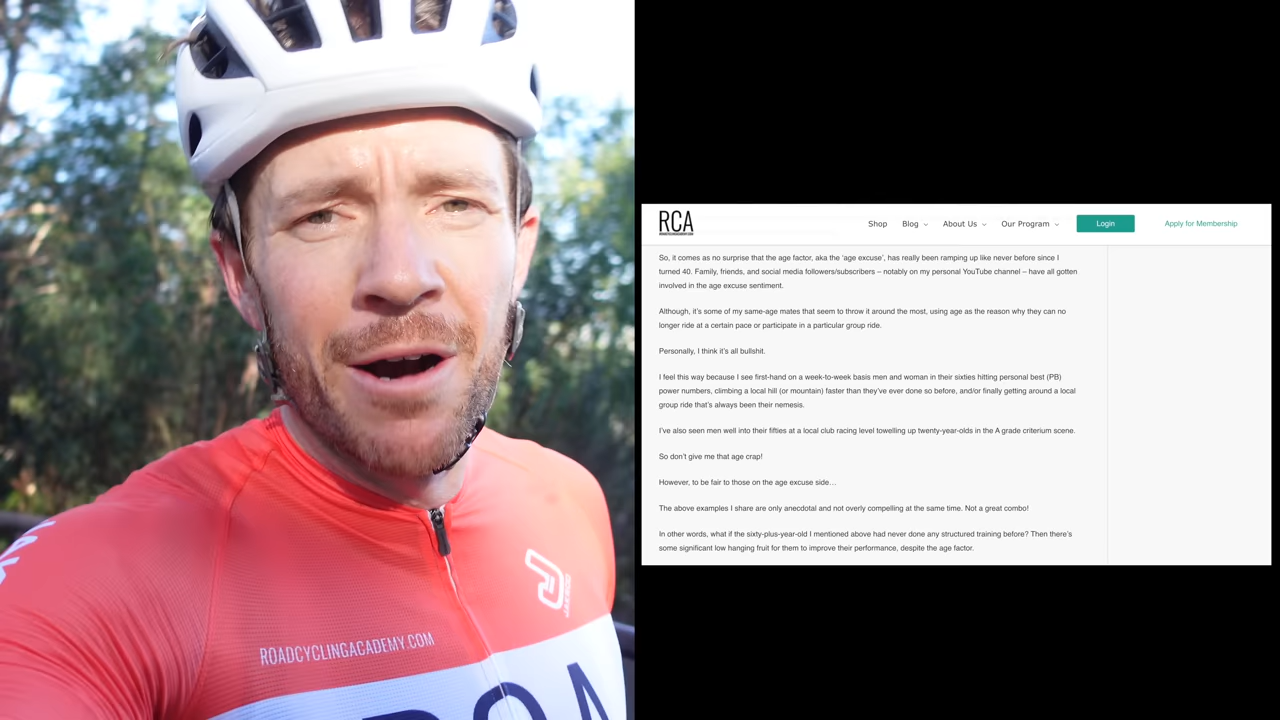 JAKROO
ROADCYCLINGACADEMY.COM
RCA
Shop
Blog
About Us
Our Program
Login
Apply for Membership
So, it comes as no surprise that the age factor, aka the ‘age excuse’, has really been ramping up like never before since I
turned 40. Family, friends, and social media followers/subscribers – notably on my personal YouTube channel – have all gotten
involved in the age excuse sentiment.
Although, it’s some of my same-age mates that seem to throw it around the most, using age as the reason why they can no
longer ride at a certain pace or participate in a particular group ride.
Personally, I think it’s all bullshit.
I feel this way because I see first-hand on a week-to-week basis men and woman in their sixties hitting personal best (PB)
power numbers, climbing a local hill (or mountain) faster than they’ve ever done so before, and/or finally getting around a local
group ride that’s always been their nemesis.
I’ve also seen men well into their fifties at a local club racing level towelling up twenty-year-olds in the A grade criterium scene.
So don’t give me that age crap!
However, to be fair to those on the age excuse side…
The above examples I share are only anecdotal and not overly compelling at the same time. Not a great combo!
In other words, what if the sixty-plus-year-old I mentioned above had never done any structured training before? Then there’s
some significant low hanging fruit for them to improve their performance, despite the age factor.